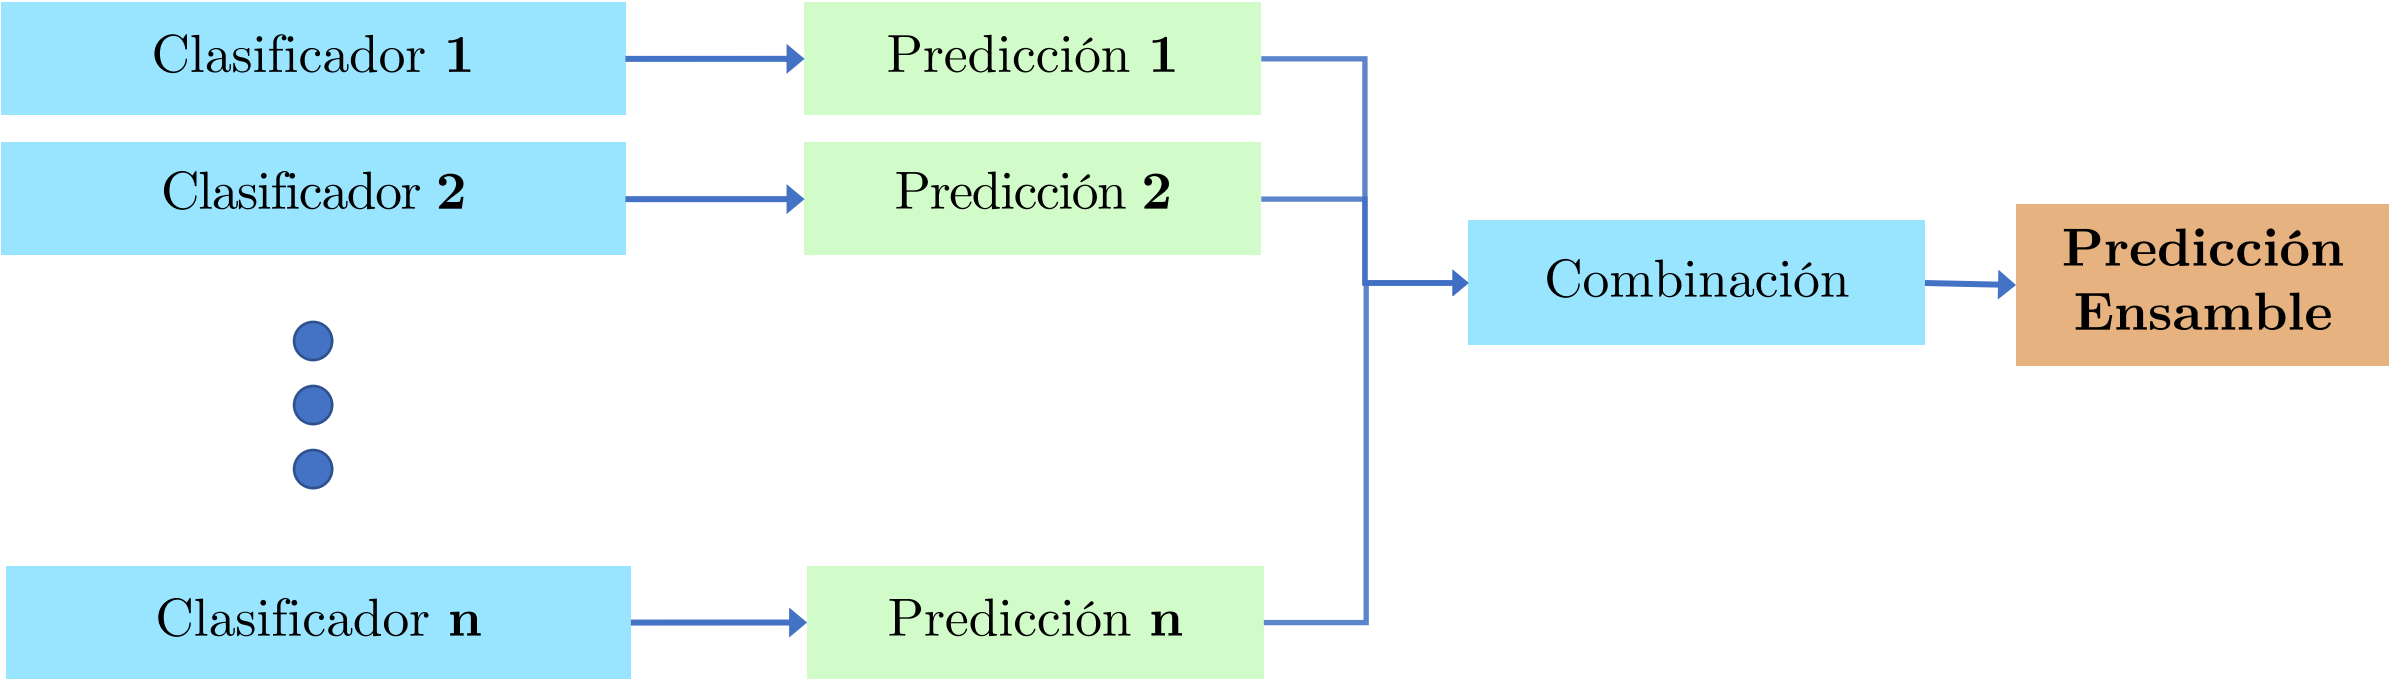 Clasificador 1
Predicción 1
Clasificador 2
Predicción 2
Combinación
Predicción
Ensamble
Clasificador n
Predicción n